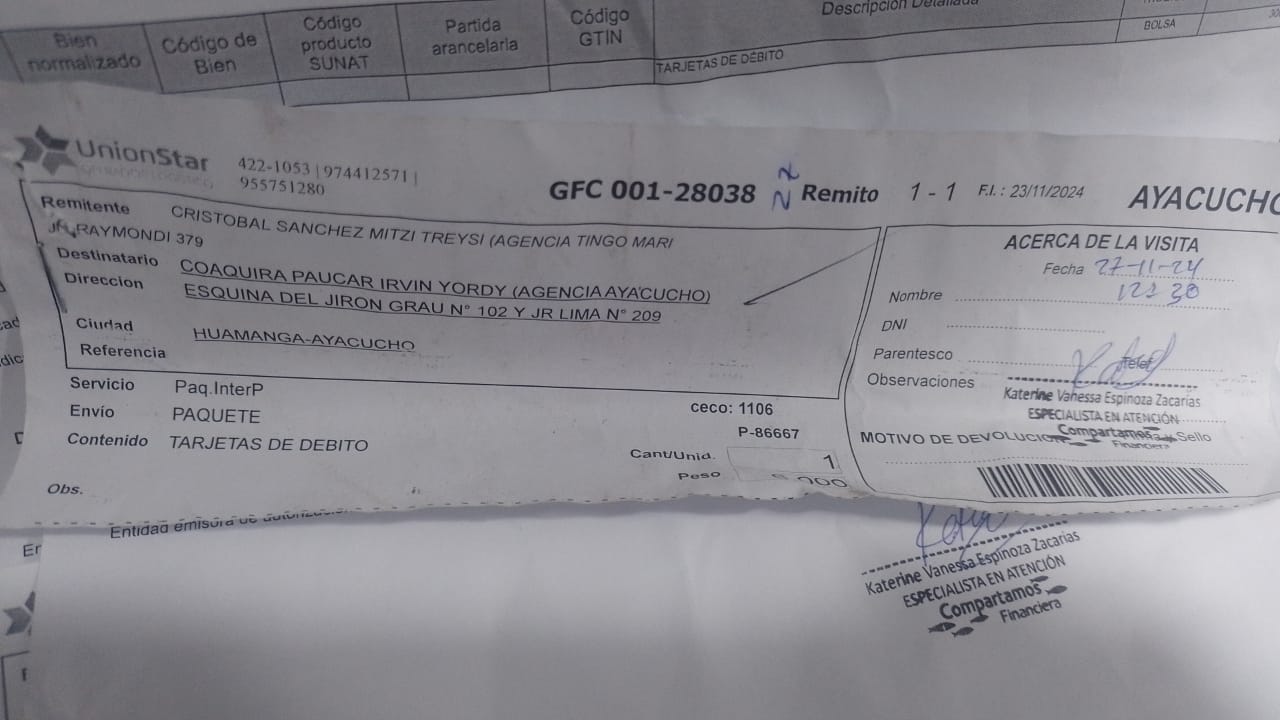 Bien
normalizado
Código de
Bien
Código
producto
SUNAT
Partida
arancelaria
Código
GTIN
Descripción Detallada
TARJETAS DE DÉBITO
BOLSA
UnionStar
422-1053 | 974412571 |
955751280
GFC 001-28038 Remito 1 - 1 F.I.: 23/11/2024 AYACUCHO
Remitente CRISTOBAL SANCHEZ MITZI TREYSI (AGENCIA TINGO MARI
RAYMONDI 379
Destinatario COAQUIRA PAUCAR IRVIN YORDY (AGENCIA AYACUCHO)
Direccion ESQUINA DEL JIRON GRAU N° 102 Y JR LIMA N° 209
Ciudad HUAMANGA-AYACUCHO
Referencia
Servicio Paq.InterP
Envío PAQUETE
Contenido TARJETAS DE DEBITO
ceco: 1106
P-86667
Cant/Unid. 1
Peso
Obs.
ACERCA DE LA VISITA
Fecha 27-11-24
Nombre
DNI
Parentesco Telef
Observaciones
Katerine Vanessa Espinoza Zacarias
ESPECIALISTA EN ATENCIÓN
Compartamos
Financiera
MOTIVO DE DEVOLUCIO Sello
Entidad emisora de
Katerine Vanessa Espinoza Zacarias
ESPECIALISTA EN ATENCIÓN
Compartamos
Financiera